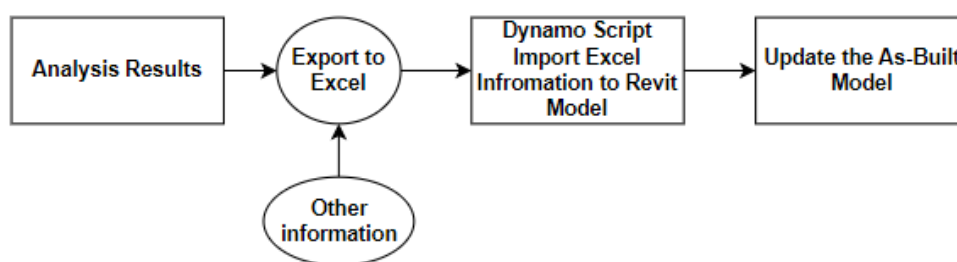 Analysis Results
Export to
Excel
Dynamo Script
Import Excel
Infromation to Revit
Model
Update the As-Built
Model
Other
information